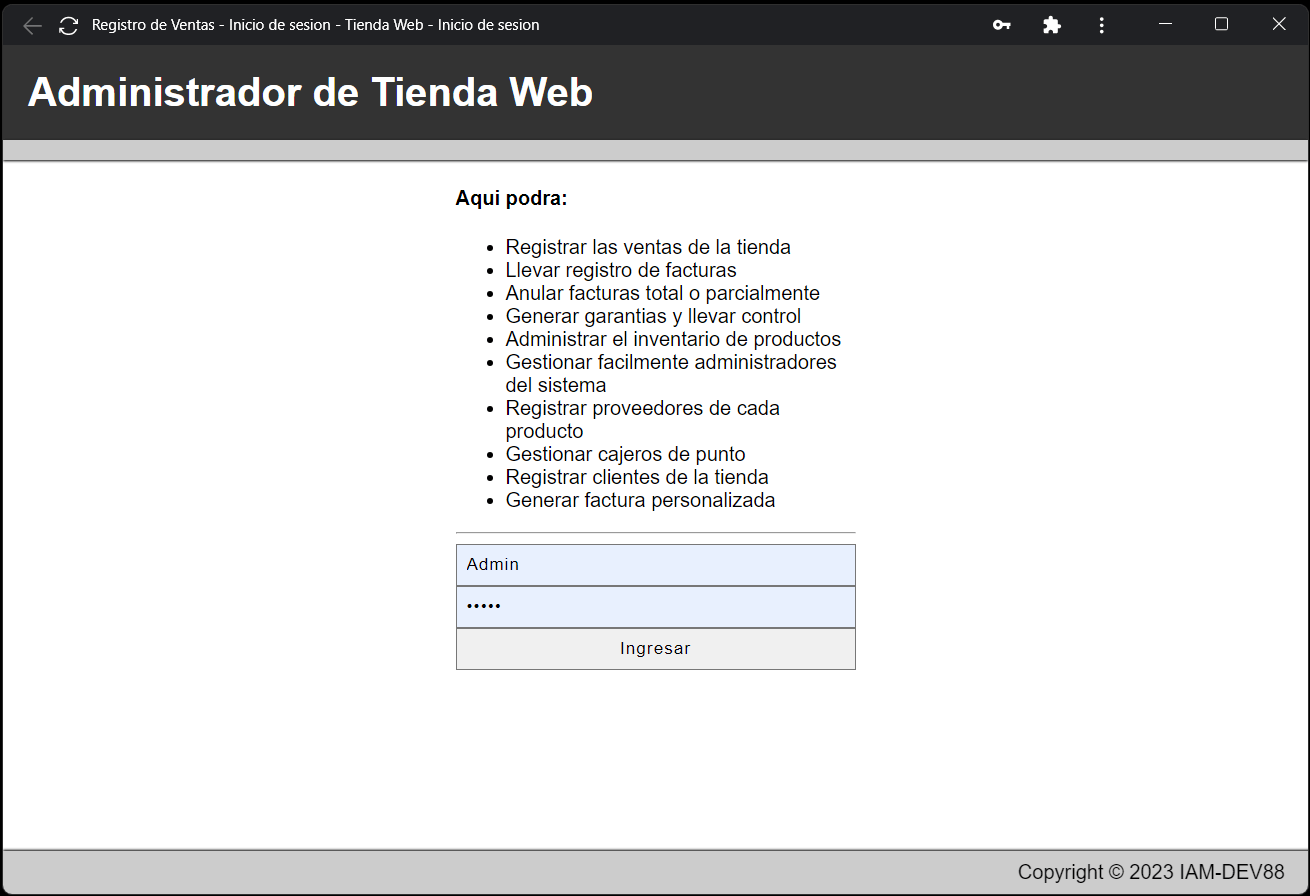 Registro de Ventas - Inicio de sesion - Tienda Web - Inicio de sesion
Administrador de Tienda Web
Aqui podra:
Registrar las ventas de la tienda
Llevar registro de facturas
Anular facturas total o parcialmente
Generar garantias y llevar control
Administrar el inventario de productos
Gestionar facilmente administradores
del sistema
Registrar proveedores de cada
producto
Gestionar cajeros de punto
Registrar clientes de la tienda
Generar factura personalizada
Admin
•••••
Ingresar
Copyright © 2023 IAM-DEV88